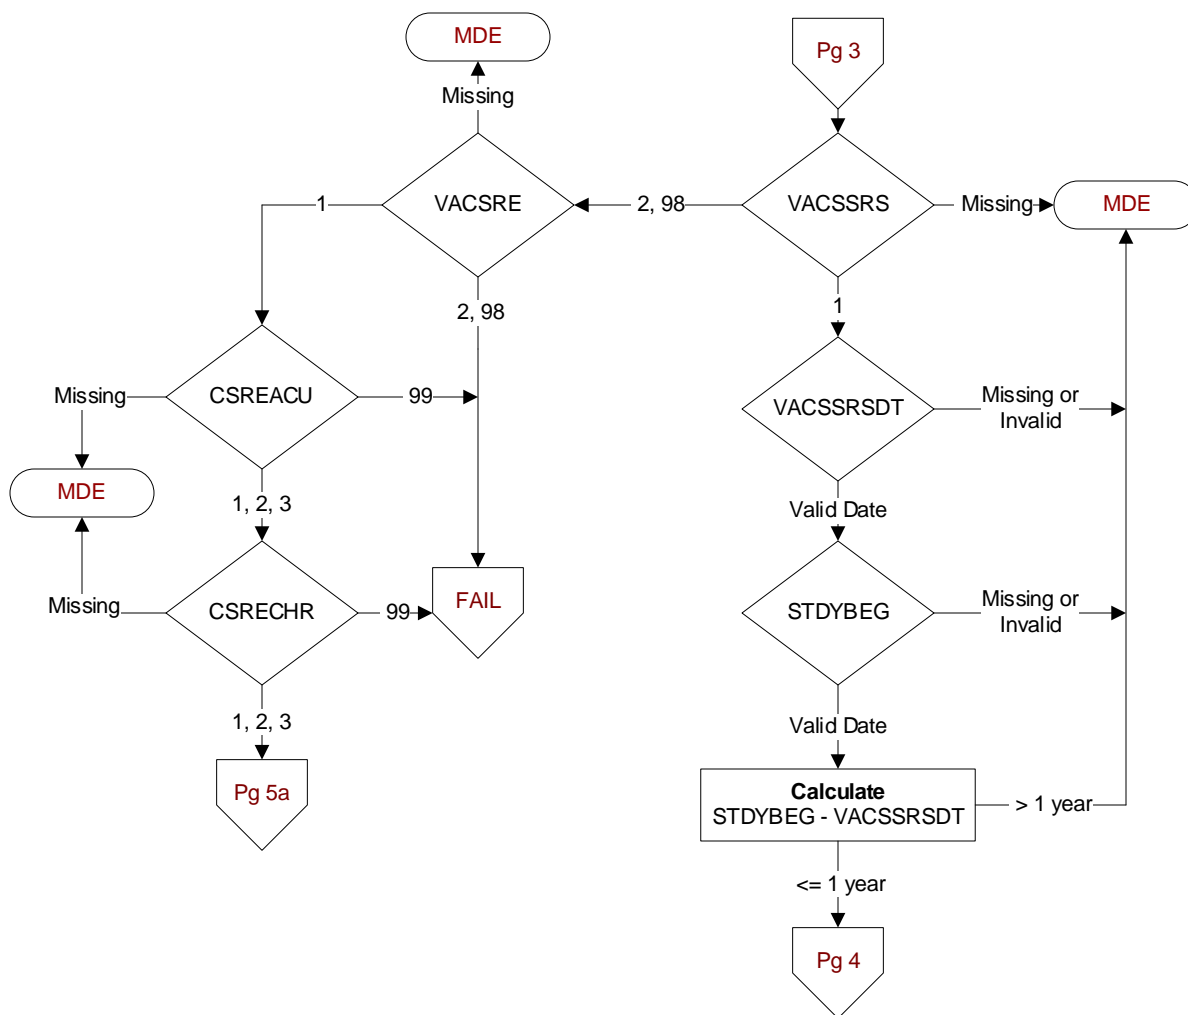 MDE
Pg 3
Missing
VACSRE
1
2, 98
VACSSRS
Missing
MDE
2, 98
1
CSREACU
Missing
99
VACSSRSDT
Missing or
Invalid
MDE
1, 2, 3
Valid Date
CSRECHR
Missing
99
FAIL
STDYBEG
Missing or
Invalid
1, 2, 3
Valid Date
Pg 5a
Calculate
STDYBEG - VACSSRSDT
> 1 year
<= 1 year
Pg 4